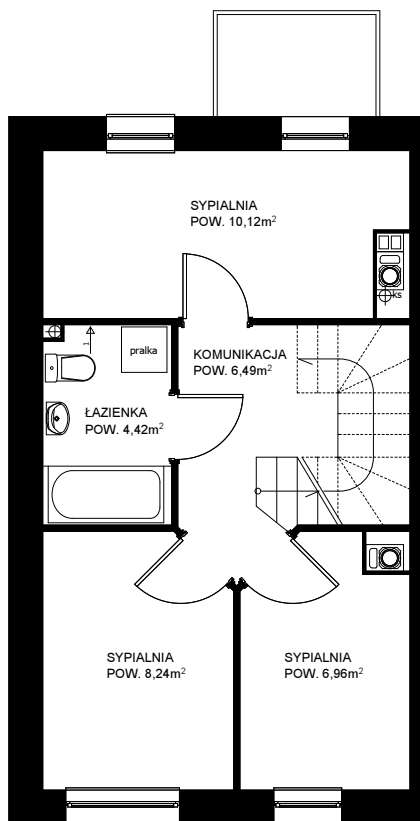 SYPIALNIA
POW. 10,12m²
ks
1
pralka
KOMUNIKACJA
POW. 6,49m²
ŁAZIENKA
POW. 4,42m²
SYPIALNIA
POW. 8,24m²
SYPIALNIA
POW. 6,96m²